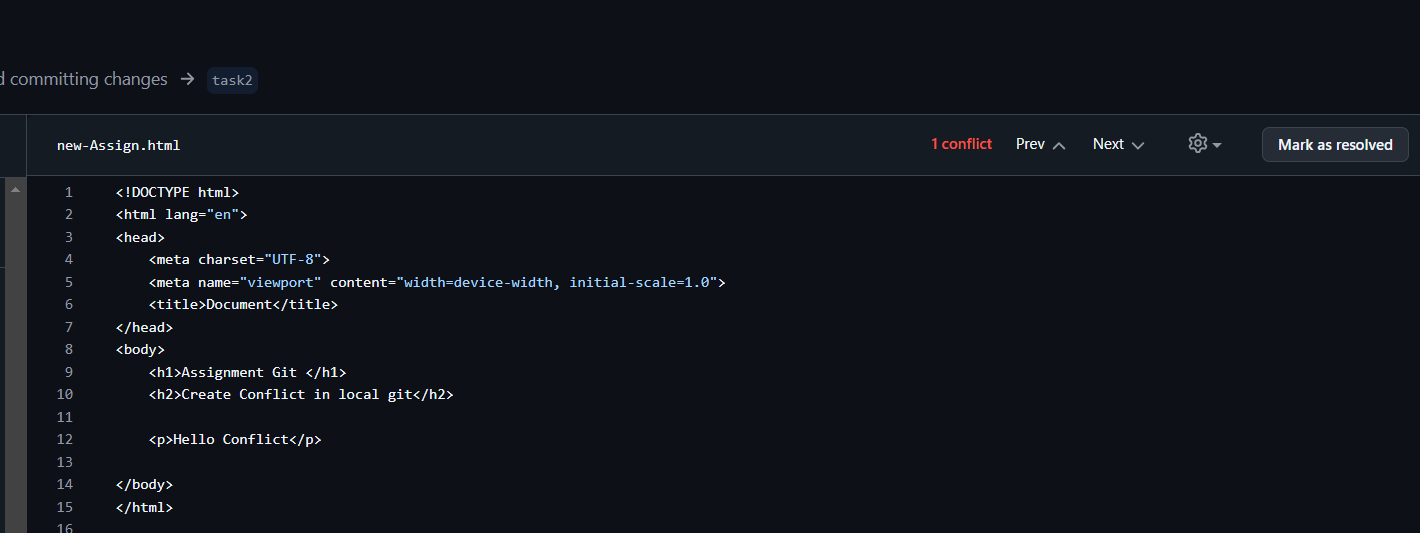 committing changes → task2
new-Assign.html 1 conflict Prev Next Mark as resolved
1 <!DOCTYPE html>
2 <html lang="en">
3 <head>
4     <meta charset="UTF-8">
5     <meta name="viewport" content="width=device-width, initial-scale=1.0">
6     <title>Document</title>
7 </head>
8 <body>
9     <h1>Assignment Git </h1>
10     <h2>Create Conflict in local git</h2>
11
12     <p>Hello Conflict</p>
13
14 </body>
15 </html>
16